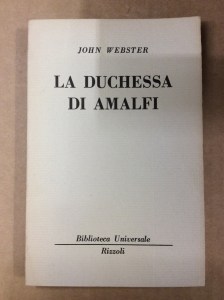 JOHN WEBSTER
LA DUCHESSA
DI AMALFI
Biblioteca Universale
Rizzoli